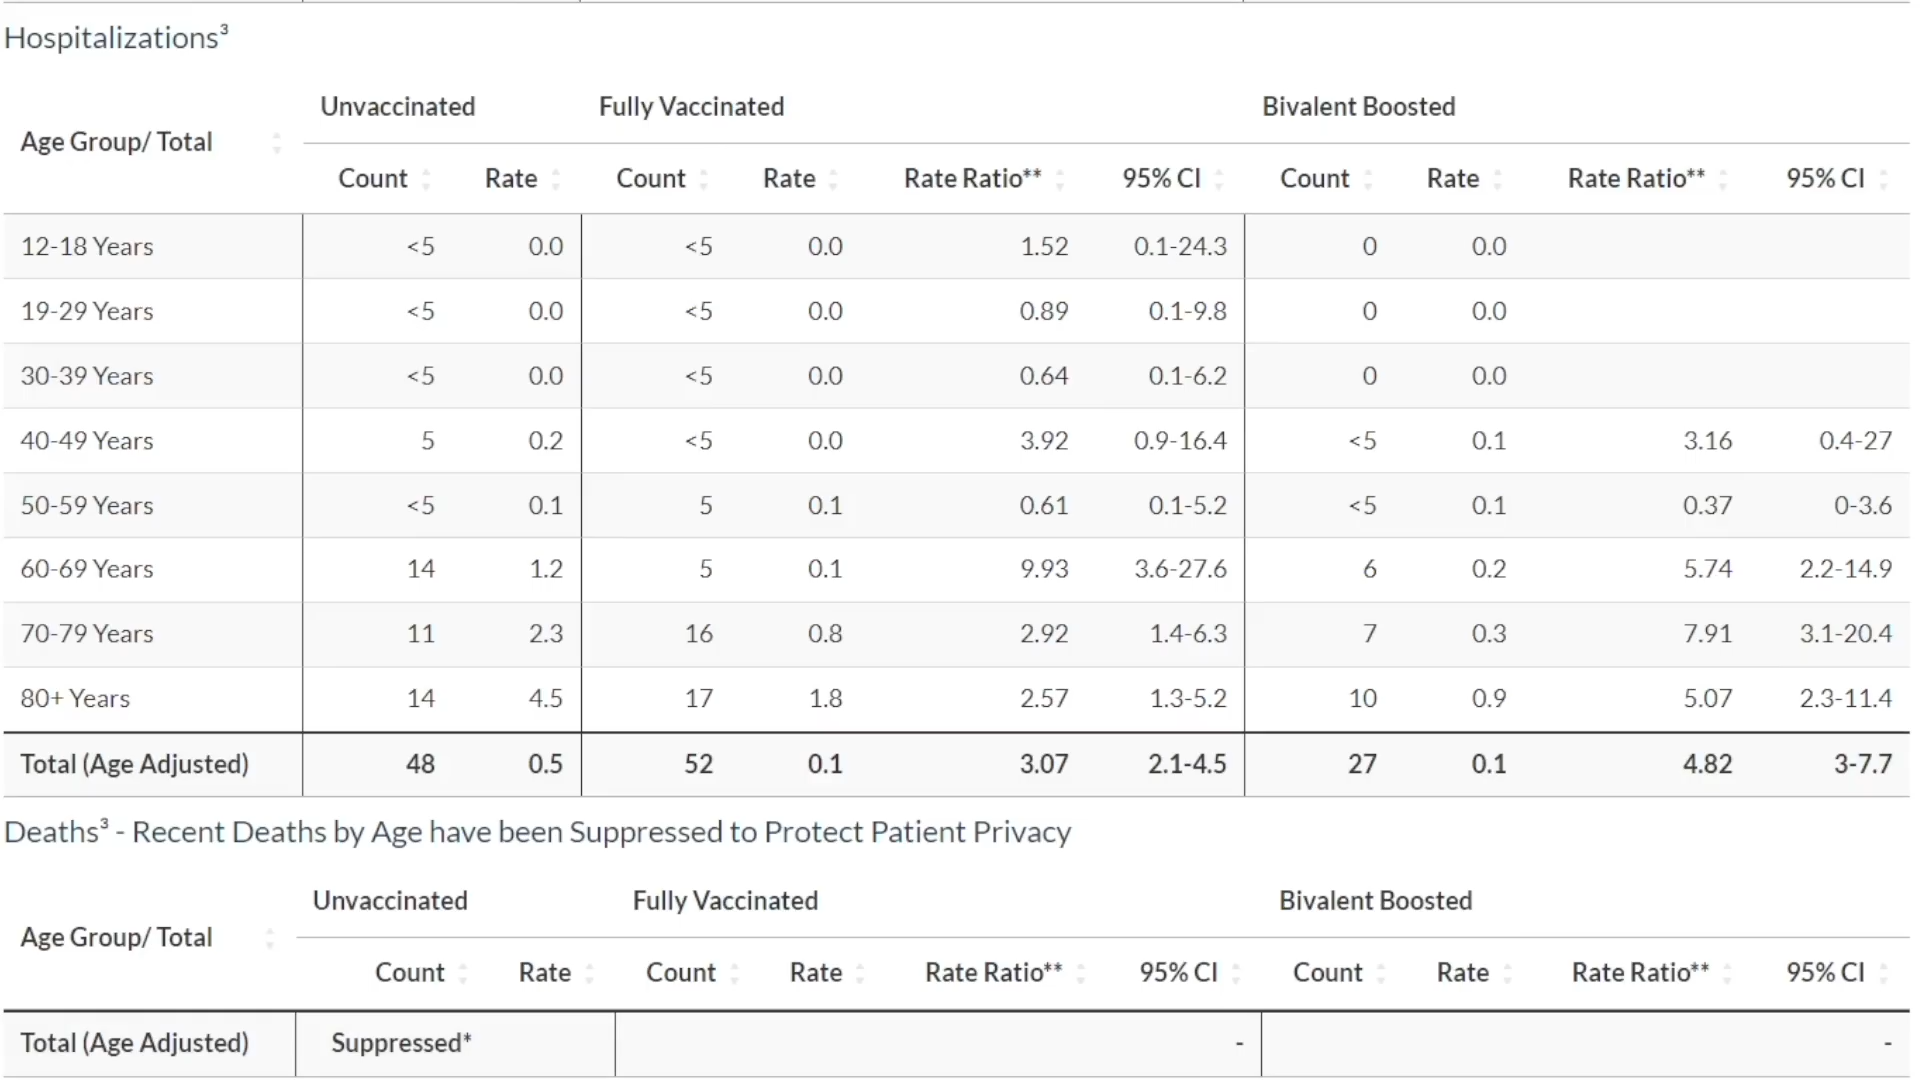 Hospitalizations³
Unvaccinated Fully Vaccinated Bivalent Boosted
Age Group/ Total
Count Rate Count Rate Rate Ratio** 95% CI Count Rate Rate Ratio** 95% CI
12-18 Years <5 0.0 <5 0.0 1.52 0.1-24.3 0 0.0
19-29 Years <5 0.0 <5 0.0 0.89 0.1-9.8 0 0.0
30-39 Years <5 0.0 <5 0.0 0.64 0.1-6.2 0 0.0
40-49 Years 5 0.2 <5 0.0 3.92 0.9-16.4 <5 0.1 3.16 0.4-27
50-59 Years <5 0.1 5 0.1 0.61 0.1-5.2 <5 0.1 0.37 0-3.6
60-69 Years 14 1.2 5 0.1 9.93 3.6-27.6 6 0.2 5.74 2.2-14.9
70-79 Years 11 2.3 16 0.8 2.92 1.4-6.3 7 0.3 7.91 3.1-20.4
80+ Years 14 4.5 17 1.8 2.57 1.3-5.2 10 0.9 5.07 2.3-11.4
Total (Age Adjusted) 48 0.5 52 0.1 3.07 2.1-4.5 27 0.1 4.82 3-7.7
Deaths³ - Recent Deaths by Age have been Suppressed to Protect Patient Privacy
Unvaccinated Fully Vaccinated Bivalent Boosted
Age Group/ Total
Count Rate Count Rate Rate Ratio** 95% CI Count Rate Rate Ratio** 95% CI
Total (Age Adjusted) Suppressed* - -